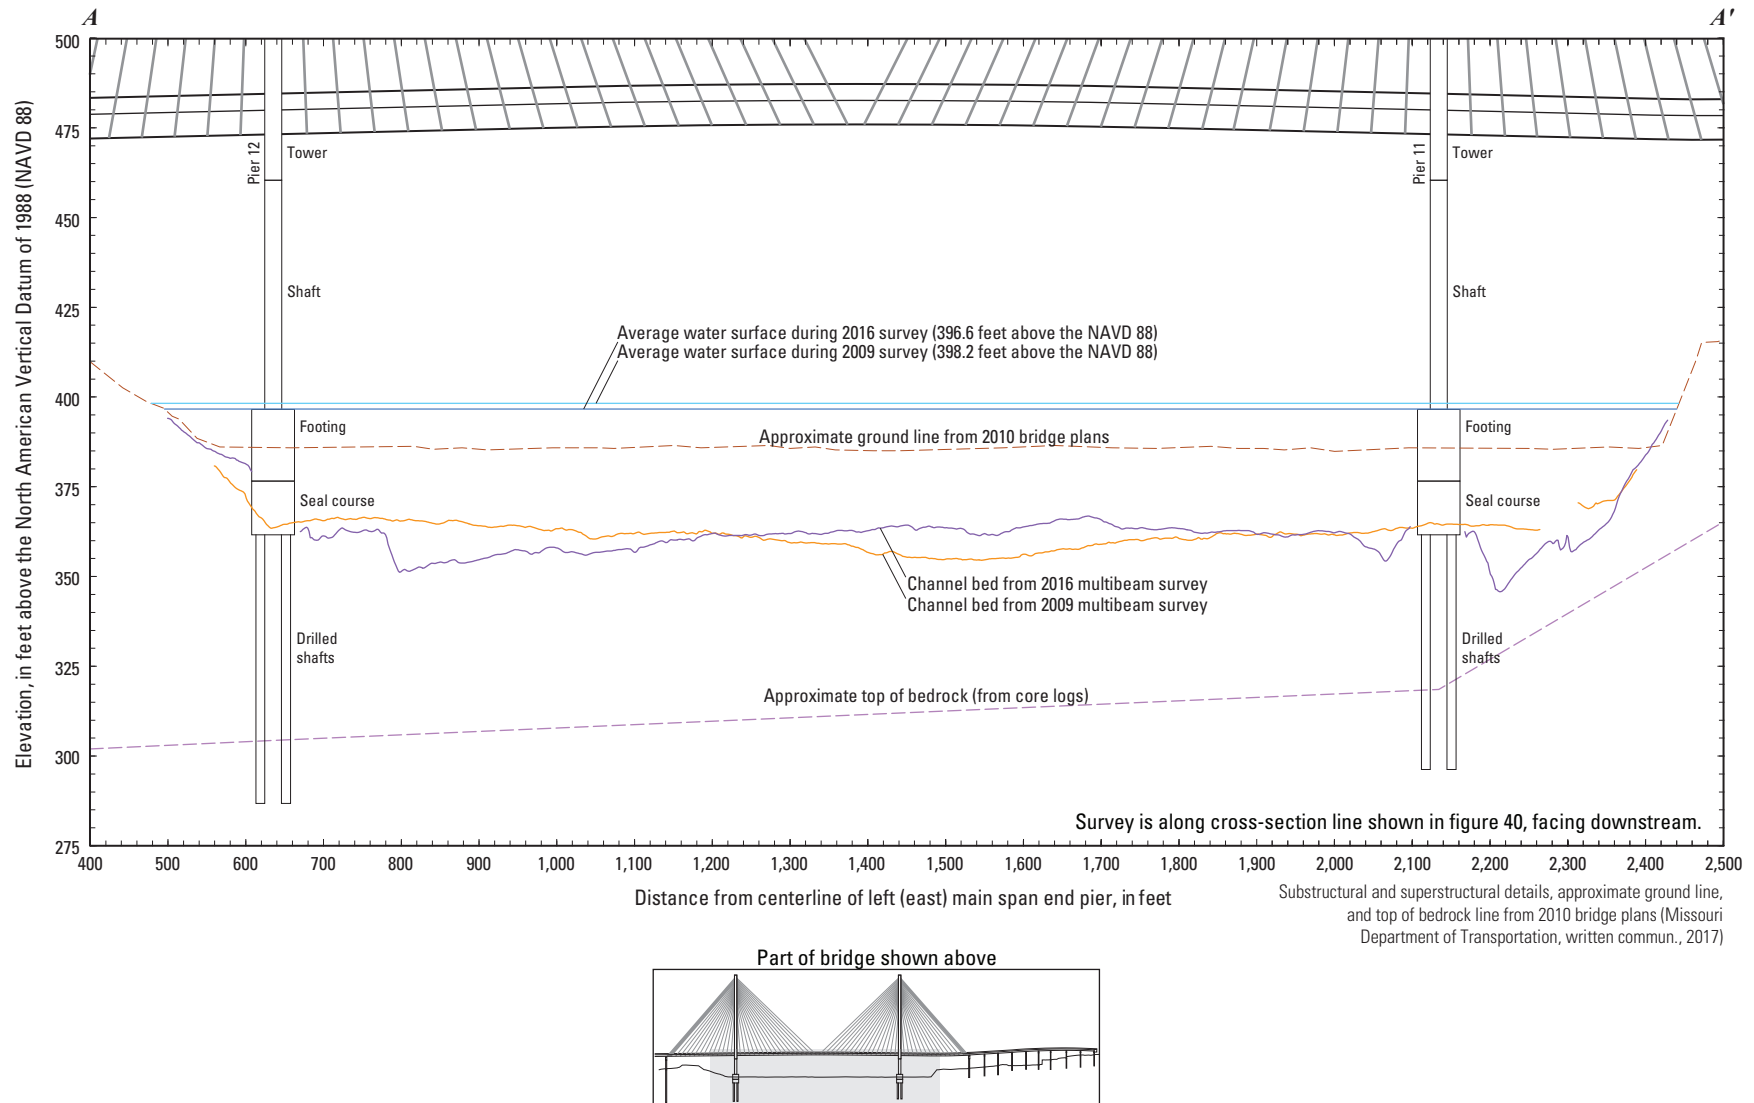 A
A'
500
475
450
425
400
375
350
325
300
275
Elevation, in feet above the North American Vertical Datum of 1988 (NAVD 88)
Pier 12
Tower
Pier 11
Tower
Shaft
Shaft
Average water surface during 2016 survey (396.6 feet above the NAVD 88)
Average water surface during 2009 survey (398.2 feet above the NAVD 88)
Footing
Approximate ground line from 2010 bridge plans
Footing
Seal course
Seal course
Channel bed from 2016 multibeam survey
Channel bed from 2009 multibeam survey
Drilled
shafts
Drilled
shafts
Approximate top of bedrock (from core logs)
Survey is along cross-section line shown in figure 40, facing downstream.
400 500 600 700 800 900 1,000 1,100 1,200 1,300 1,400 1,500 1,600 1,700 1,800 1,900 2,000 2,100 2,200 2,300 2,400 2,500
Distance from centerline of left (east) main span end pier, in feet
Substructural and superstructural details, approximate ground line,
and top of bedrock line from 2010 bridge plans (Missouri
Department of Transportation, written commun., 2017)
Part of bridge shown above